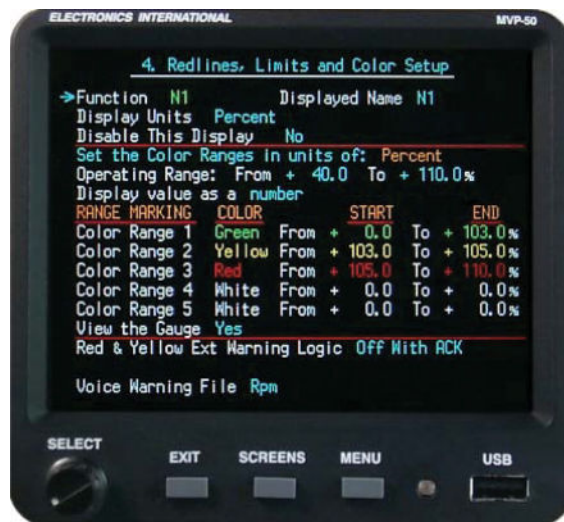 ELECTRONICS INTERNATIONAL MVP-50
4. Redlines, Limits and Color Setup
→Function N1 Displayed Name N1
Display Units Percent
Disable This Display No
Set the Color Ranges in units of: Percent
Operating Range: From + 40.0 To + 110.0%
Display value as a number
RANGE MARKING COLOR START END
Color Range 1 Green From + 0.0 To + 103.0%
Color Range 2 Yellow From + 103.0 To + 105.0%
Color Range 3 Red From + 105.0 To + 110.0%
Color Range 4 White From + 0.0 To + 0.0%
Color Range 5 White From + 0.0 To + 0.0%
View the Gauge Yes
Red & Yellow Ext Warning Logic Off With ACK
Voice Warning File Rpm
SELECT EXIT SCREENS MENU USB